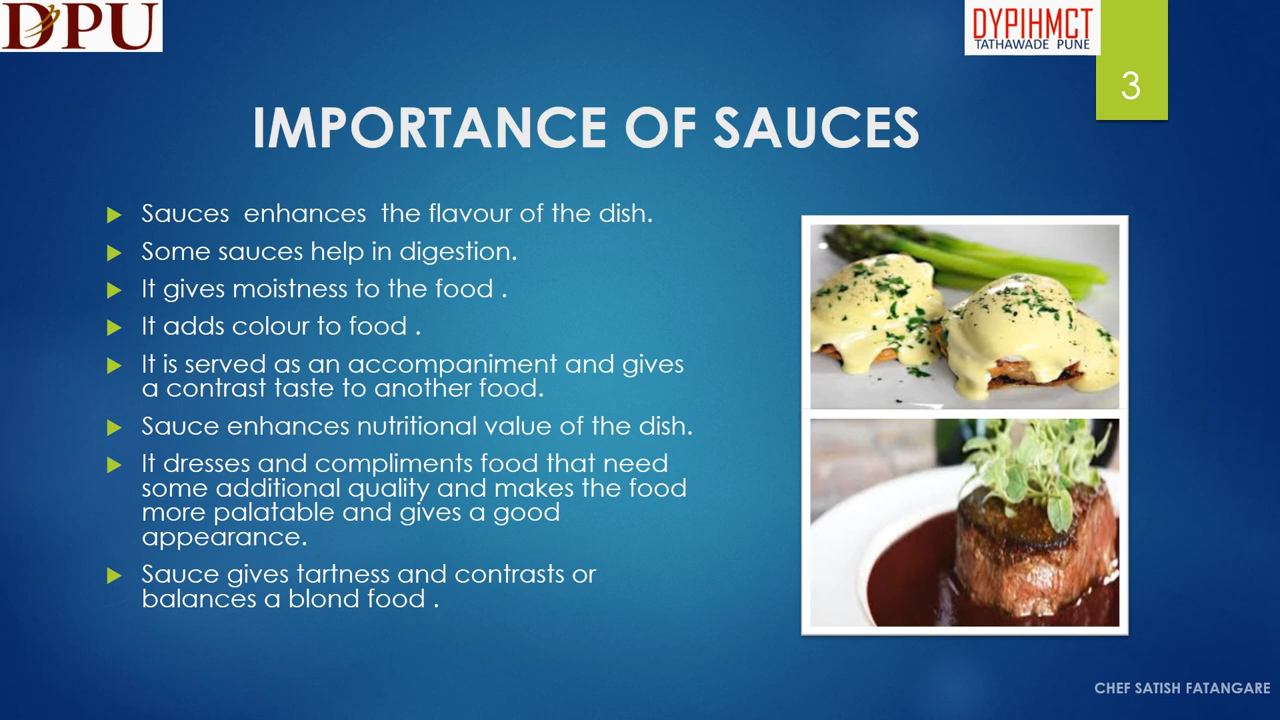 DPU
DYPIHMCT
TATHAWADE PUNE
3
IMPORTANCE OF SAUCES
Sauces enhances the flavour of the dish.
Some sauces help in digestion.
It gives moistness to the food .
It adds colour to food .
It is served as an accompaniment and gives
a contrast taste to another food.
Sauce enhances nutritional value of the dish.
It dresses and compliments food that need
some additional quality and makes the food
more palatable and gives a good
appearance.
Sauce gives tartness and contrasts or
balances a blond food .
CHEF SATISH FATANGARE